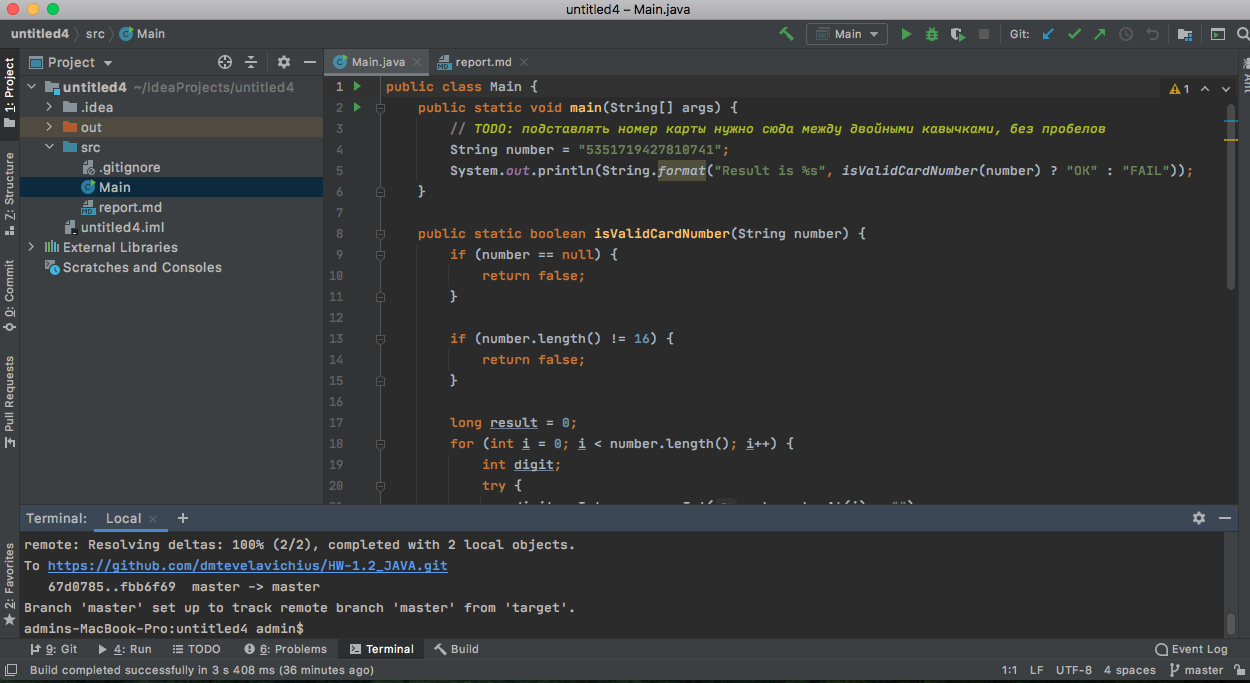 untitled4 – Main.java
untitled4 src Main
Main Git:
1: Project
Z: Structure
0: Commit
Pull Requests
2: Favorites
Project
untitled4 ~/IdeaProjects/untitled4
.idea
out
src
.gitignore
Main
report.md
untitled4.iml
External Libraries
Scratches and Consoles
Main.java report.md
1 public class Main {
2 public static void main(String[] args) {
3 // TODO: подставлять номер карты нужно сюда между двойными кавычками, без пробелов
4 String number = "5351719427810741";
5 System.out.println(String.format("Result is %s", isValidCardNumber(number) ? "OK" : "FAIL"));
6 }
7
8 public static boolean isValidCardNumber(String number) {
9 if (number == null) {
10 return false;
11 }
12
13 if (number.length() != 16) {
14 return false;
15 }
16
17 long result = 0;
18 for (int i = 0; i < number.length(); i++) {
19 int digit;
20 try {
1
Terminal: Local
remote: Resolving deltas: 100% (2/2), completed with 2 local objects.
To https://github.com/dmtevelavichius/HW-1.2_JAVA.git
67d0785..fbb6f69 master -> master
Branch 'master' set up to track remote branch 'master' from 'target'.
admins-MacBook-Pro:untitled4 admin$
9: Git 4: Run TODO 6: Problems Terminal Build Event Log
Build completed successfully in 3 s 408 ms (36 minutes ago) 1:1 LF UTF-8 4 spaces master